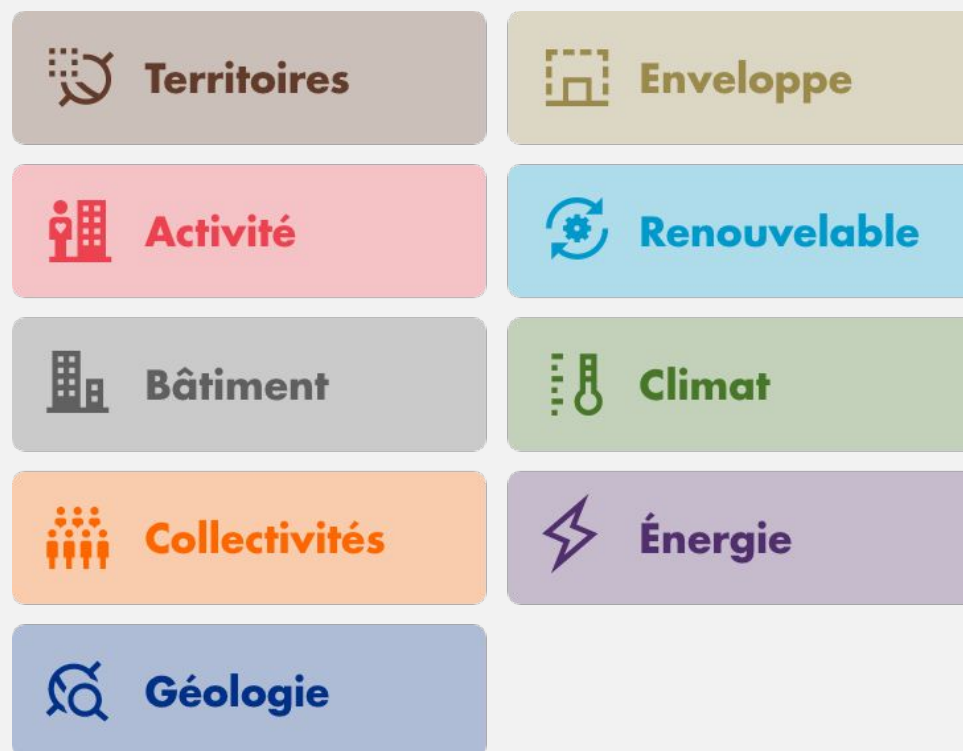 Territoires
Enveloppe
Activité
Renouvelable
Bâtiment
Climat
Collectivités
Énergie
Géologie